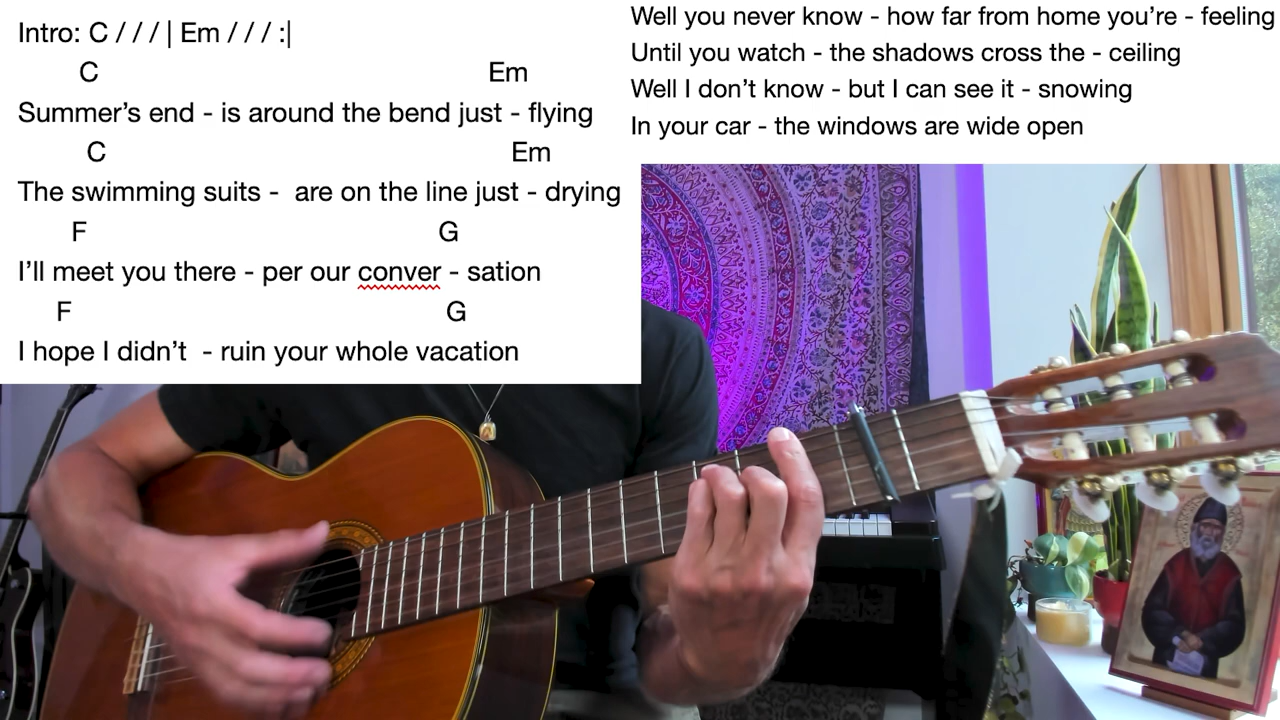 Intro: C / / / | Em / / / :|
C Em
Summer’s end - is around the bend just - flying
C Em
The swimming suits - are on the line just - drying
F G
I’ll meet you there - per our conver - sation
F G
I hope I didn’t - ruin your whole vacation
Well you never know - how far from home you’re - feeling
Until you watch - the shadows cross the - ceiling
Well I don’t know - but I can see it - snowing
In your car - the windows are wide open